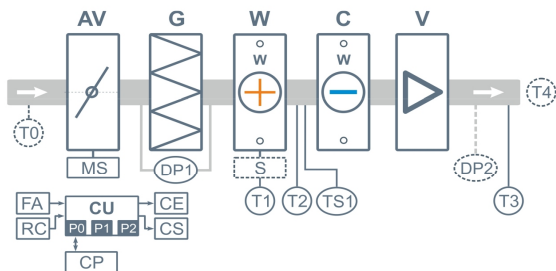 AV G W C V
w w
T0 T4
MS DP1 S DP2
T1 T2 TS1 T3
FA CU CE
RC P0 P1 P2 CS
CP